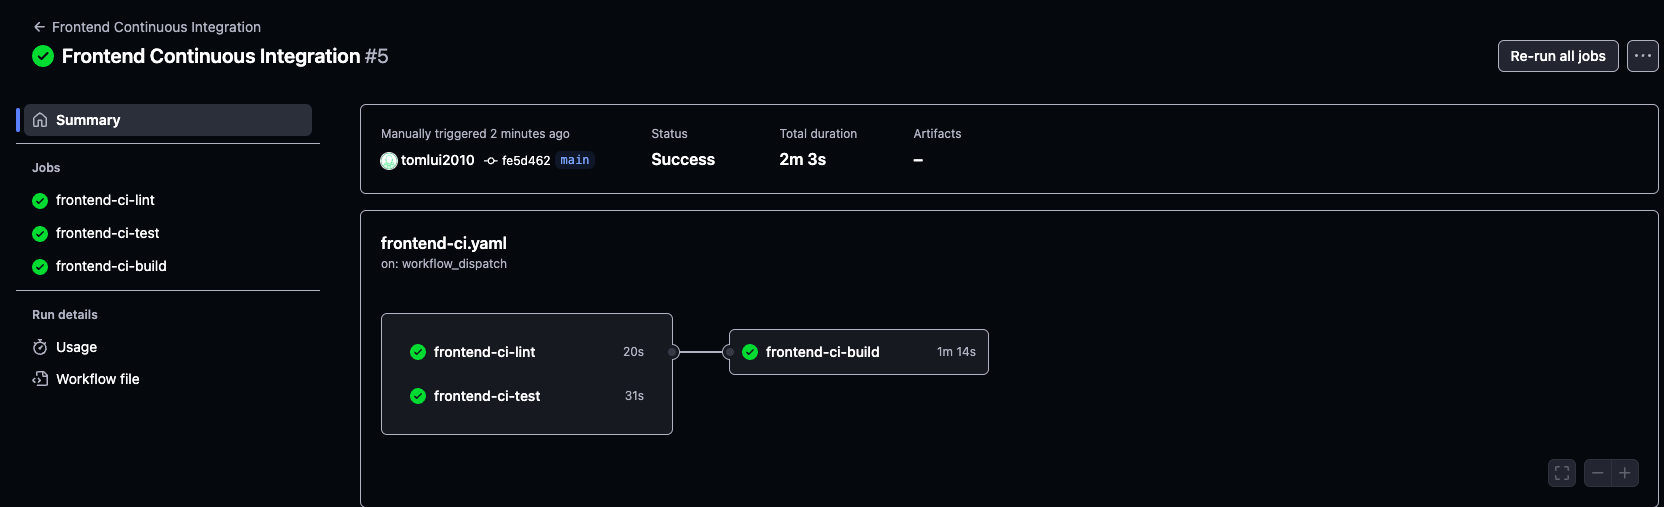 ← Frontend Continuous Integration
Frontend Continuous Integration #5
Re-run all jobs
...
Summary
Jobs
frontend-ci-lint
frontend-ci-test
frontend-ci-build
Run details
Usage
Workflow file
Manually triggered 2 minutes ago
tomlui2010 fe5d462 main
Status
Success
Total duration
2m 3s
Artifacts
–
frontend-ci.yaml
on: workflow_dispatch
frontend-ci-lint 20s
frontend-ci-test 31s
frontend-ci-build 1m 14s